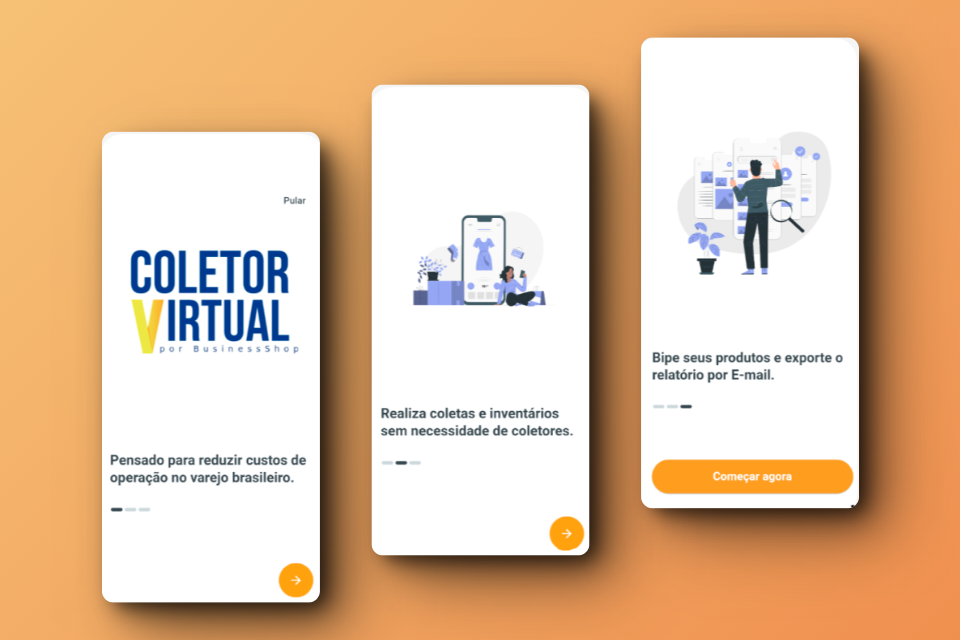 Pular
COLETOR
VIRTUAL
por BusinessShop
Pensado para reduzir custos de
operação no varejo brasileiro.
Realiza coletas e inventários
sem necessidade de coletores.
Bipe seus produtos e exporte o
relatório por E-mail.
Começar agora